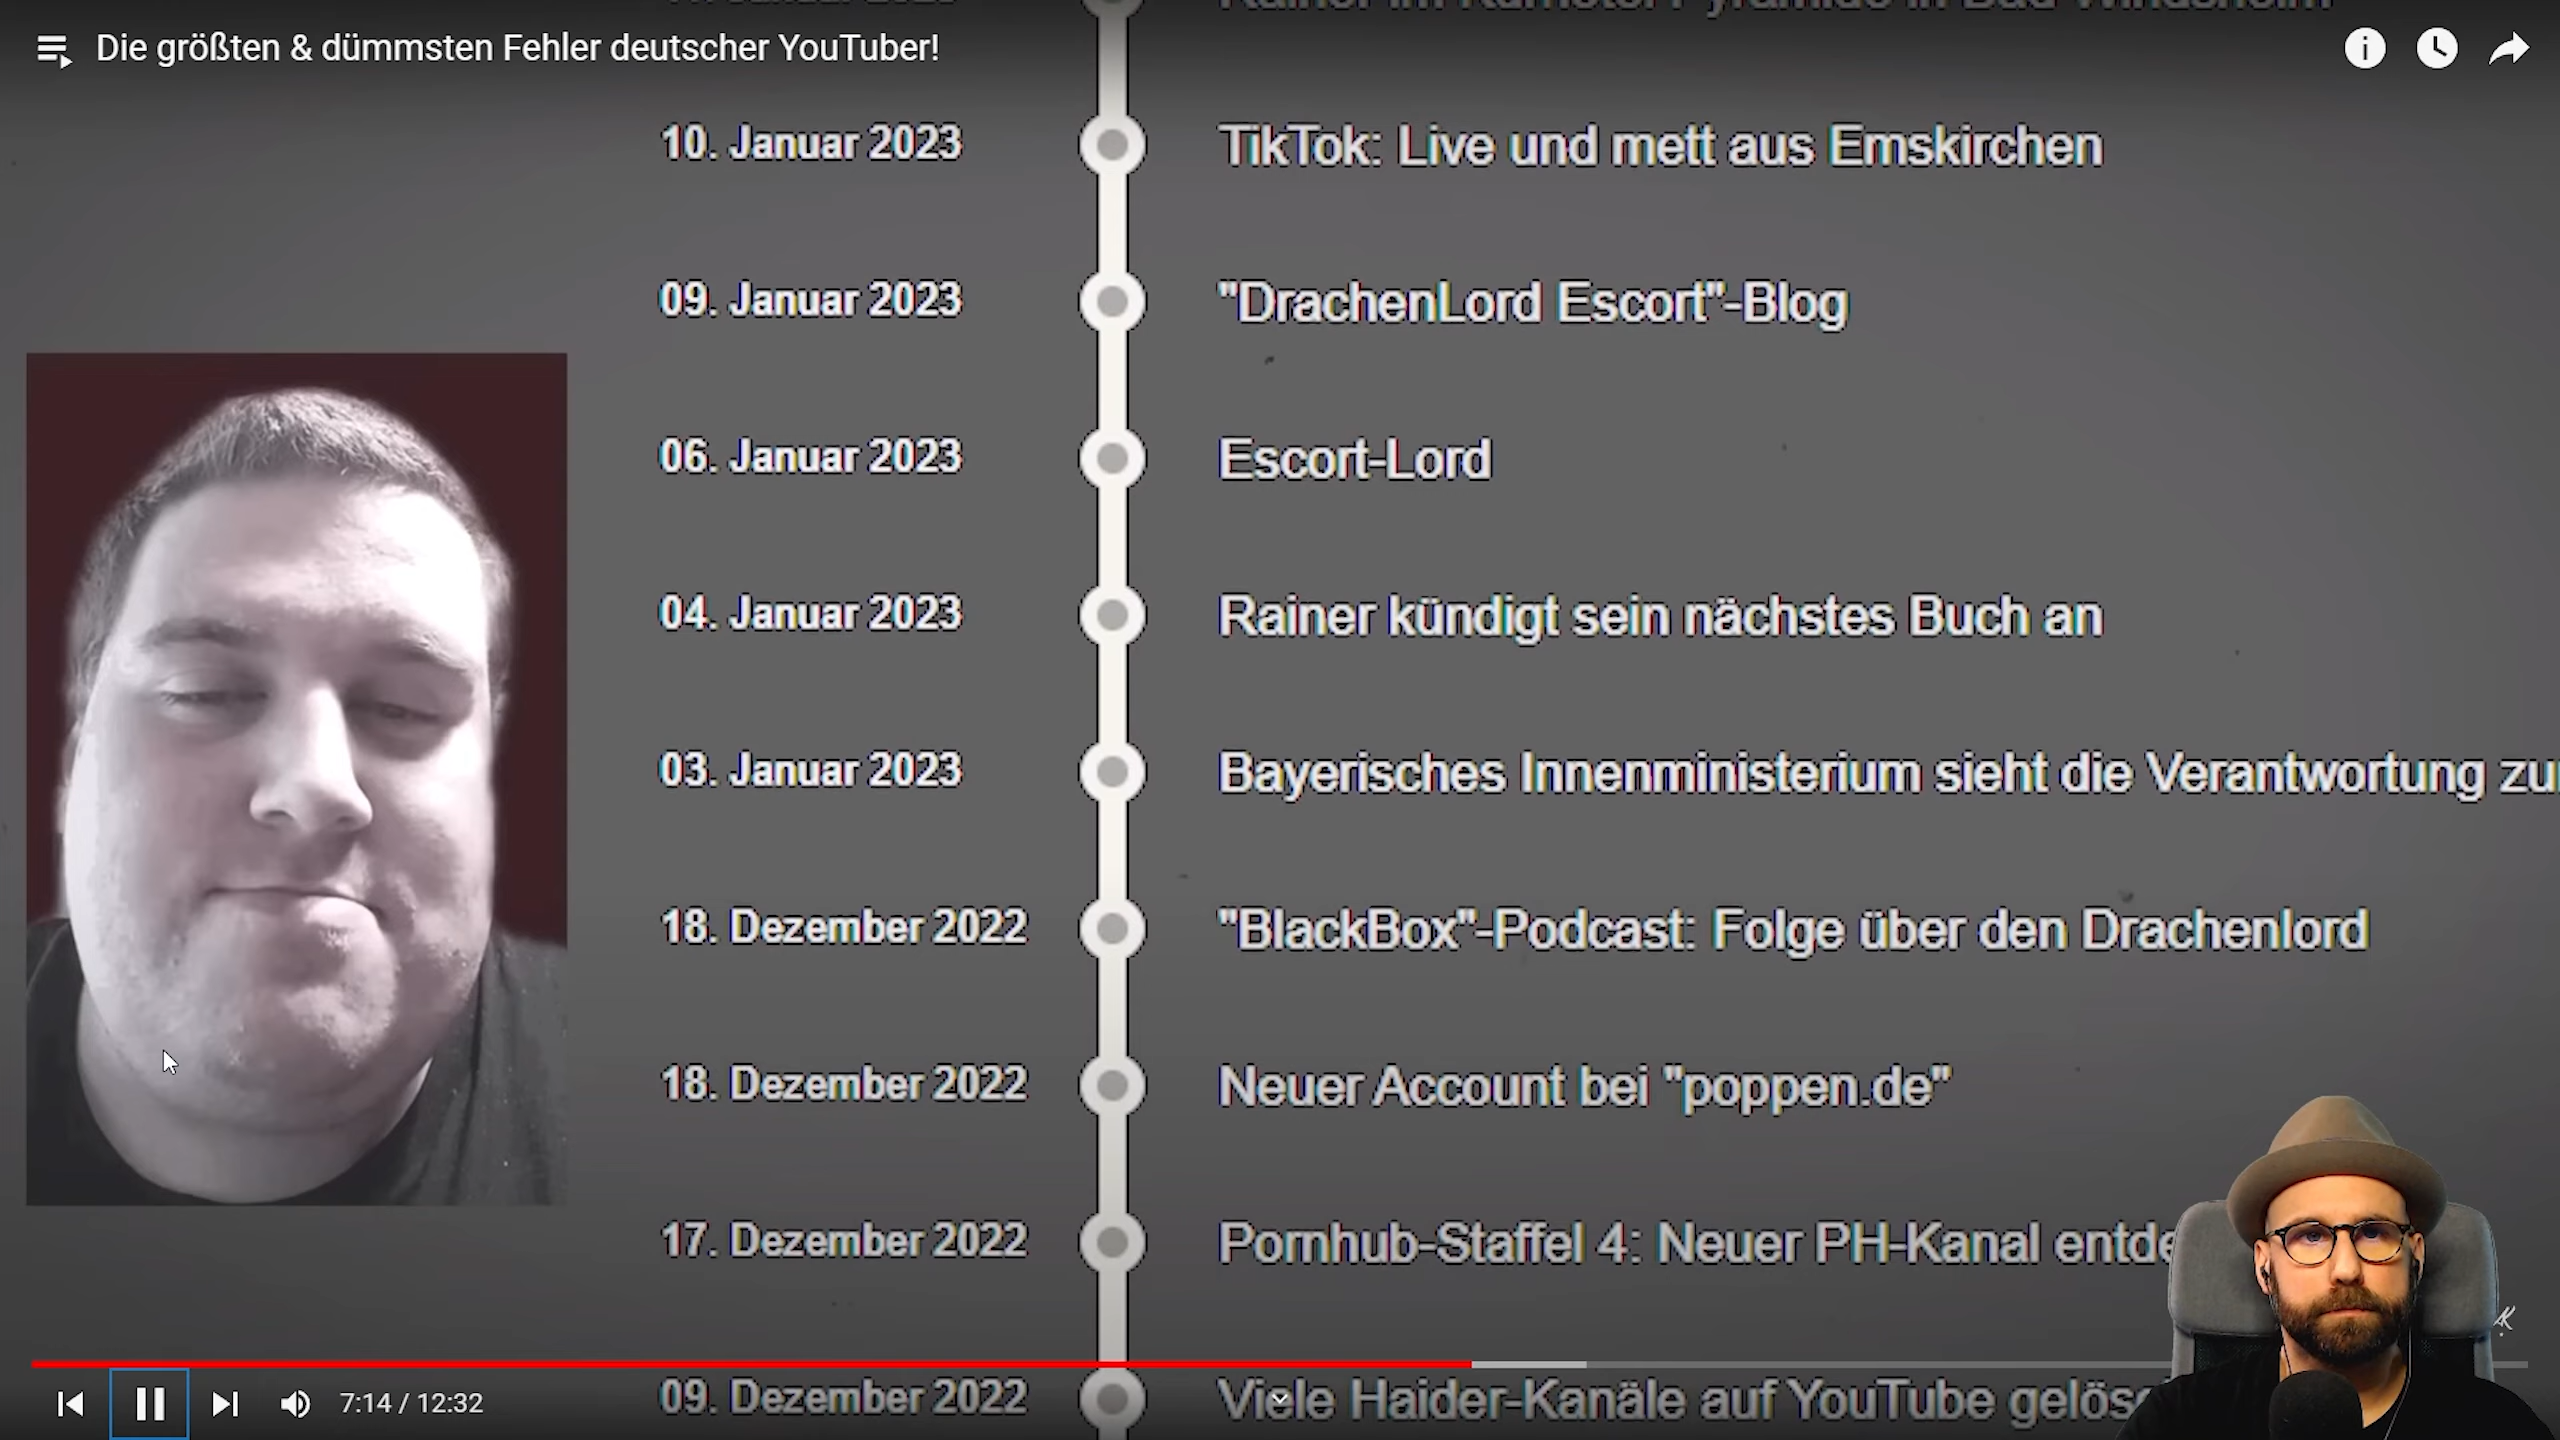 Die größten & dümmsten Fehler deutscher YouTuber!
10. Januar 2023 TikTok: Live und mett aus Emskirchen
09. Januar 2023 "DrachenLord Escort"-Blog
06. Januar 2023 Escort-Lord
04. Januar 2023 Rainer kündigt sein nächstes Buch an
03. Januar 2023 Bayerisches Innenministerium sieht die Verantwortung
18. Dezember 2022 "BlackBox"-Podcast: Folge über den Drachenlord
18. Dezember 2022 Neuer Account bei "poppen.de"
17. Dezember 2022 Pornhub-Staffel 4: Neuer PH-Kanal
09. Dezember 2022 Viele Haider-Kanäle auf YouTube
7:14 / 12:32